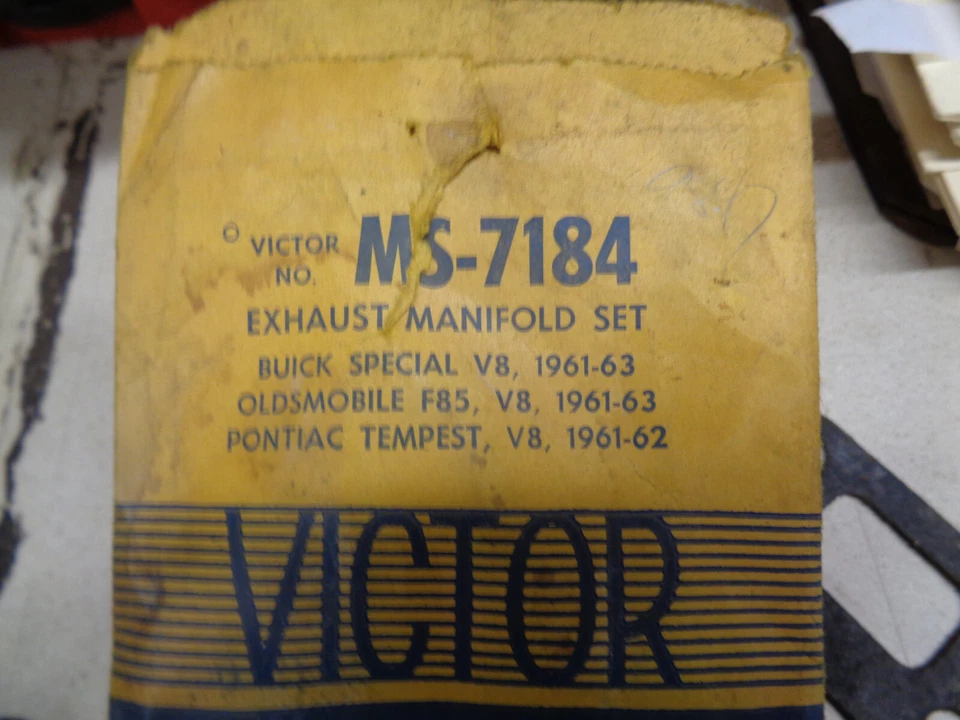 © VICTOR NO. MS-7184
EXHAUST MANIFOLD SET
BUICK SPECIAL V8, 1961-63
OLDSMOBILE F85, V8, 1961-63
PONTIAC TEMPEST, V8, 1961-62
VICTOR